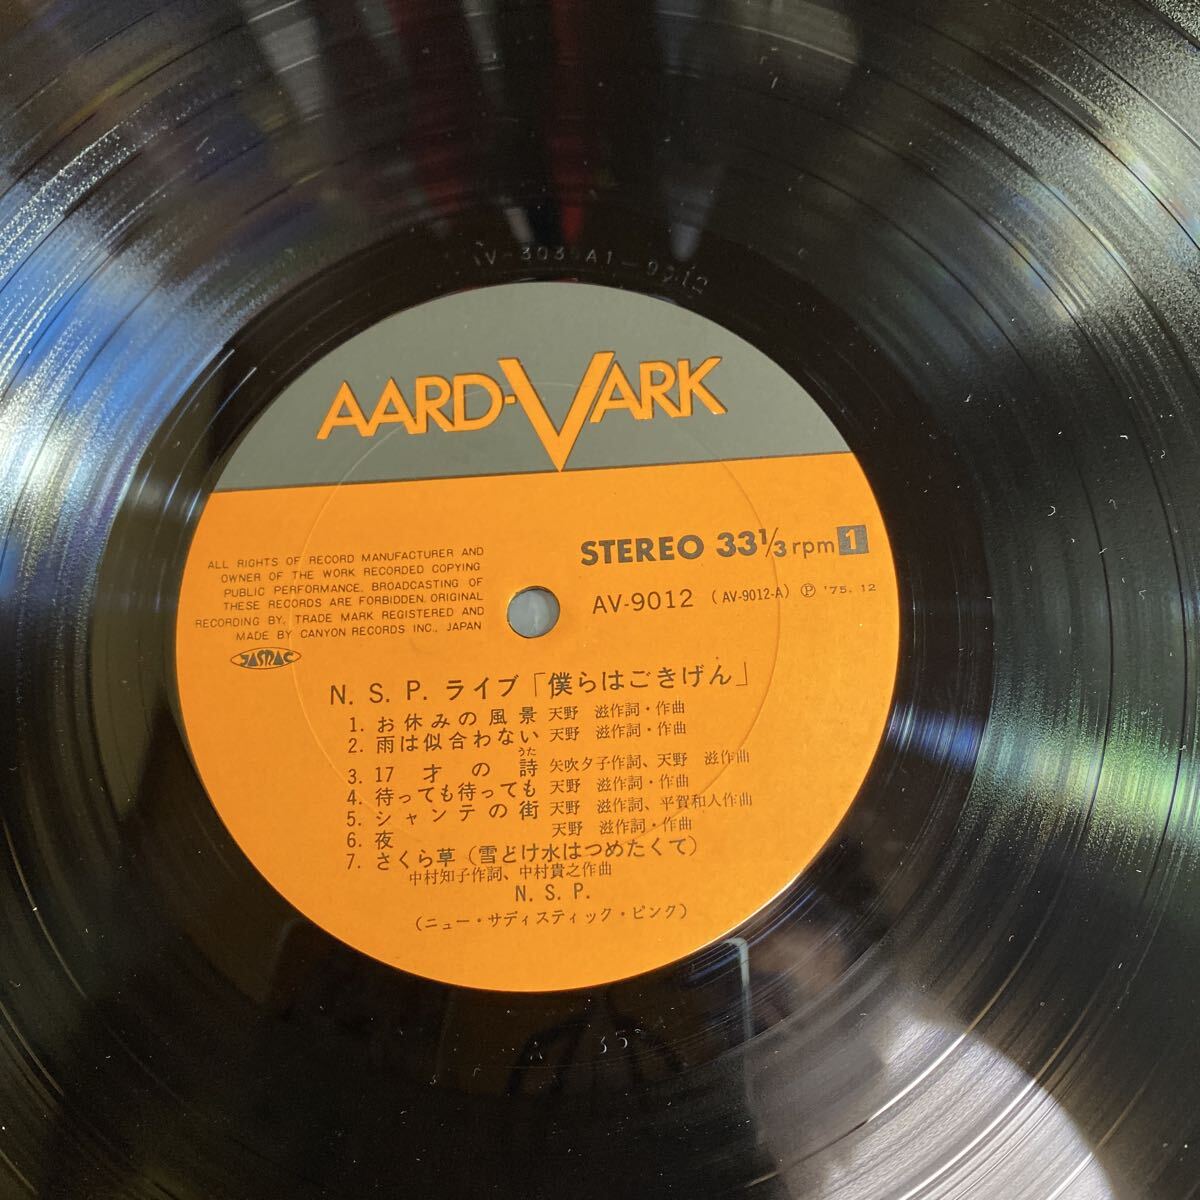 AARD-VARK
STEREO 33⅓ rpm 1
AV-9012 (AV-9012-A) Ⓟ '75. 12
ALL RIGHTS OF RECORD MANUFACTURER AND
OWNER OF THE WORK RECORDED COPYING
PUBLIC PERFORMANCE. BROADCASTING OF
THESE RECORDS ARE FORBIDDEN. ORIGINAL
RECORDING BY, TRADE MARK REGISTERED AND
MADE BY CANYON RECORDS INC., JAPAN
JASRAC
N. S. P. ライブ「僕らはごきげん」
1. お休みの風景 天野 滋作詞・作曲
2. 雨は似合わない 天野 滋作詞・作曲
うた
3. 17才の詩 矢吹夕子作詞、天野 滋作曲
4. 待っても待っても 天野 滋作詞・作曲
5. シャンテの街 天野 滋作詞、平賀和人作曲
6. 夜 天野 滋作詞・作曲
7. さくら草(雪どけ水はつめたくて)
中村知子作詞、中村貴之作曲
N. S. P.
(ニュー・サディスティック・ピンク)